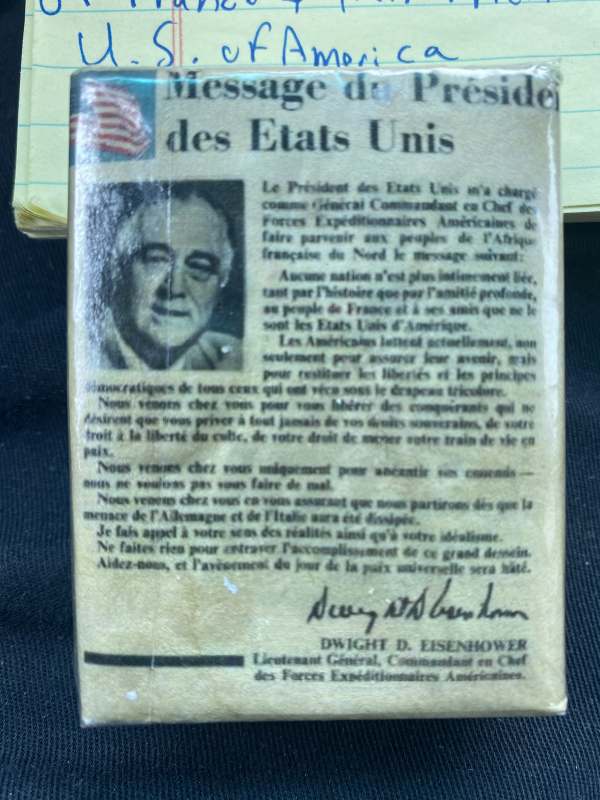 of France &
U.S. of America
Message du Préside
des Etats Unis
Le Président des Etats Unis m'a chargé
comme Général Commandant en Chef des
Forces Expéditionnaires Américaines de
faire parvenir aux peuples de l'Afrique
française du Nord le message suivant:
Aucune nation n'est plus intimement liée,
tant par l'histoire que par l'amitié profonde,
au peuple de France et à ses amis que ne le
sont les Etats Unis d'Amérique.
Les Américains luttent actuellement, non
seulement pour assurer leur avenir, mais
pour restituer les libertés et les principes
démocratiques de tous ceux qui ont vécu sous le drapeau tricolore.
Nous venons chez vous pour vous libérer des conquérants qui ne
désirent que vous priver à tout jamais de vos droits souverains, de votre
droit à la liberté du culte, de votre droit de mener votre train de vie en
paix.
Nous venons chez vous uniquement pour anéantir vos ennemis —
nous ne voulons pas vous faire de mal.
Nous venons chez vous en vous assurant que nous partirons dès que la
menace de l'Allemagne et de l'Italie aura été dissipée.
Je fais appel à votre sens des réalités ainsi qu'à votre idéalisme.
Ne faites rien pour entraver l'accomplissement de ce grand dessein.
Aidez-nous, et l'avènement du jour de la paix universelle sera hâté.
Dwight D Eisenhower
DWIGHT D. EISENHOWER
Lieutenant Général, Commandant en Chef
des Forces Expéditionnaires Américaines.